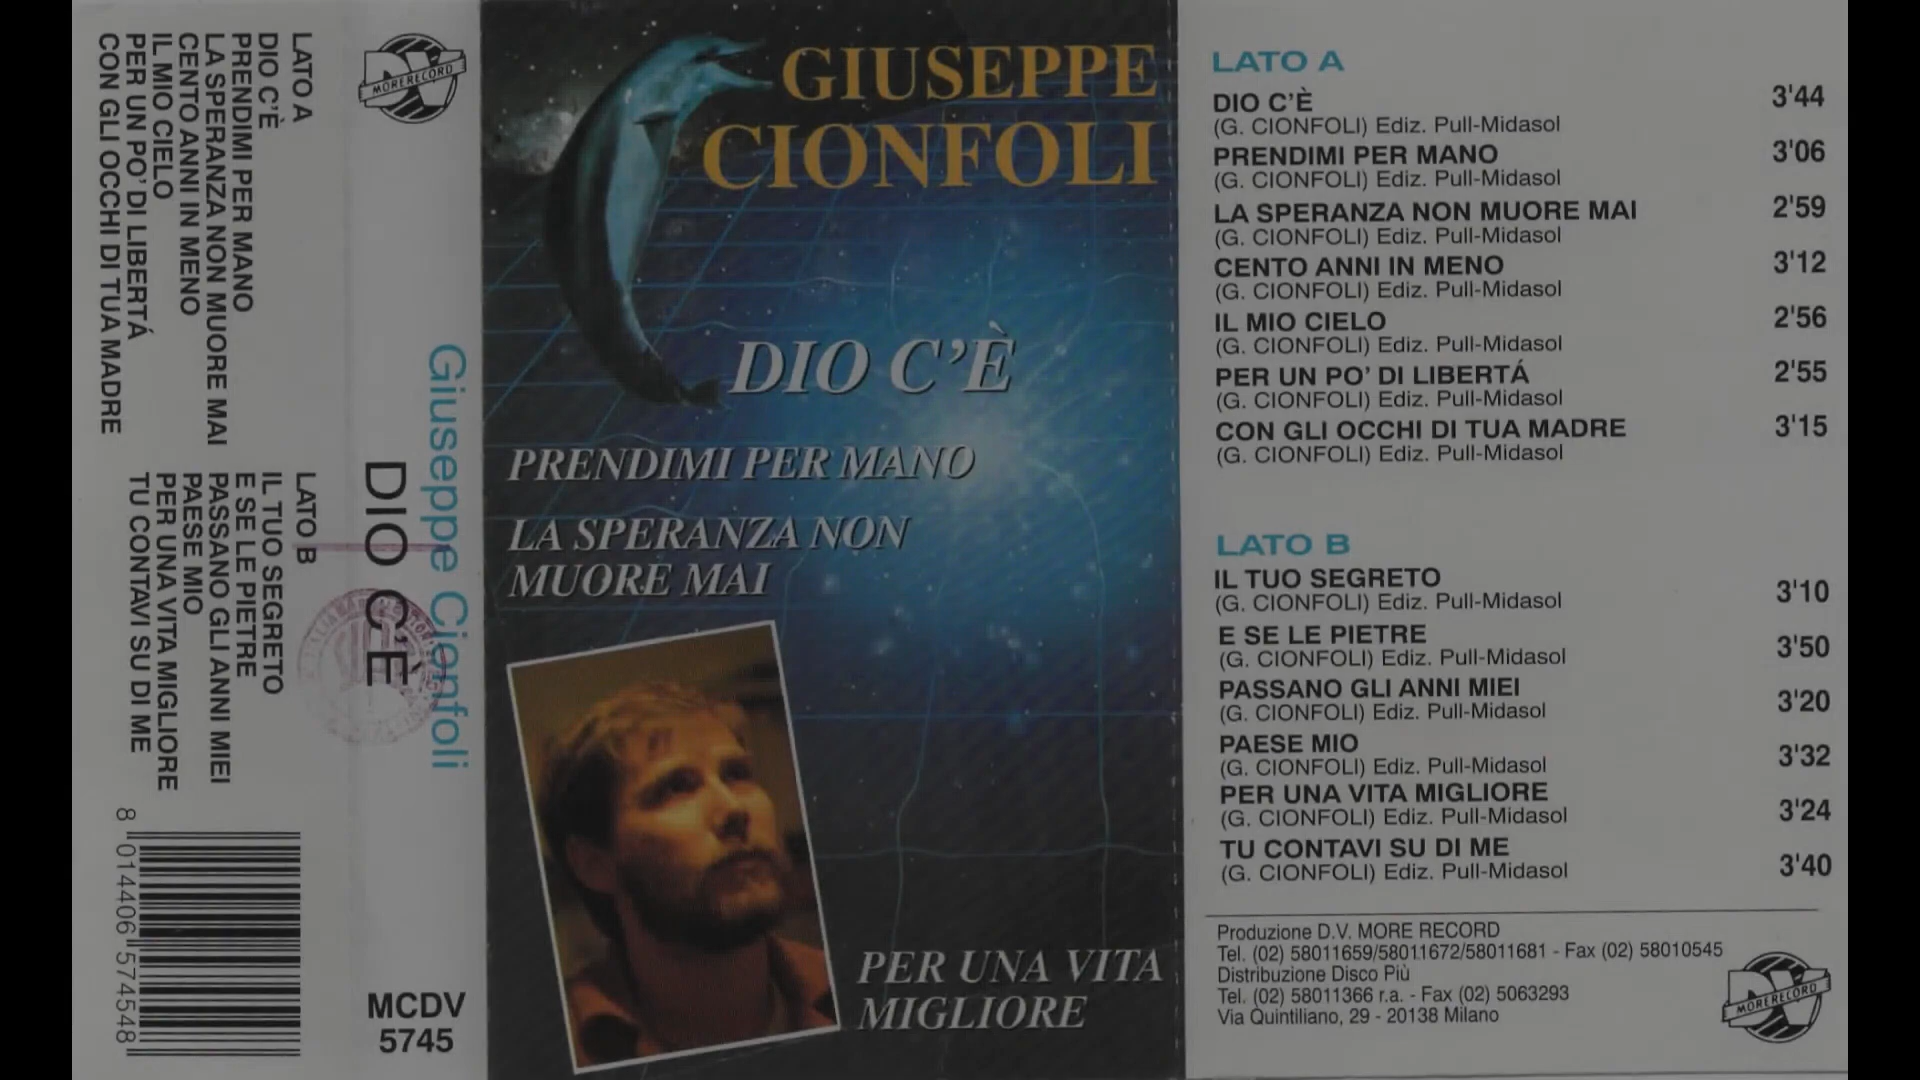 LATO A
DIO C'È
PRENDIMI PER MANO
LA SPERANZA NON MUORE MAI
CENTO ANNI IN MENO
IL MIO CIELO
PER UN PO' DI LIBERTÁ
CON GLI OCCHI DI TUA MADRE
LATO B
IL TUO SEGRETO
E SE LE PIETRE
PASSANO GLI ANNI MIEI
PAESE MIO
PER UNA VITA MIGLIORE
TU CONTAVI SU DI ME
8 014406 574548
MORE RECORD
Giuseppe Cionfoli
DIO C'È
MCDV
5745
GIUSEPPE
CIONFOLI
DIO C'È
PRENDIMI PER MANO
LA SPERANZA NON
MUORE MAI
PER UNA VITA
MIGLIORE
LATO A
DIO C'È 3'44
(G. CIONFOLI) Ediz. Pull-Midasol
PRENDIMI PER MANO 3'06
(G. CIONFOLI) Ediz. Pull-Midasol
LA SPERANZA NON MUORE MAI 2'59
(G. CIONFOLI) Ediz. Pull-Midasol
CENTO ANNI IN MENO 3'12
(G. CIONFOLI) Ediz. Pull-Midasol
IL MIO CIELO 2'56
(G. CIONFOLI) Ediz. Pull-Midasol
PER UN PO' DI LIBERTÁ 2'55
(G. CIONFOLI) Ediz. Pull-Midasol
CON GLI OCCHI DI TUA MADRE 3'15
(G. CIONFOLI) Ediz. Pull-Midasol
LATO B
IL TUO SEGRETO 3'10
(G. CIONFOLI) Ediz. Pull-Midasol
E SE LE PIETRE 3'50
(G. CIONFOLI) Ediz. Pull-Midasol
PASSANO GLI ANNI MIEI 3'20
(G. CIONFOLI) Ediz. Pull-Midasol
PAESE MIO 3'32
(G. CIONFOLI) Ediz. Pull-Midasol
PER UNA VITA MIGLIORE 3'24
(G. CIONFOLI) Ediz. Pull-Midasol
TU CONTAVI SU DI ME 3'40
(G. CIONFOLI) Ediz. Pull-Midasol
Produzione D.V. MORE RECORD
Tel. (02) 58011659/58011672/58011681 - Fax (02) 58010545
Distribuzione Disco Più
Tel. (02) 58011366 r.a. - Fax (02) 5063293
Via Quintiliano, 29 - 20138 Milano
MORE RECORD